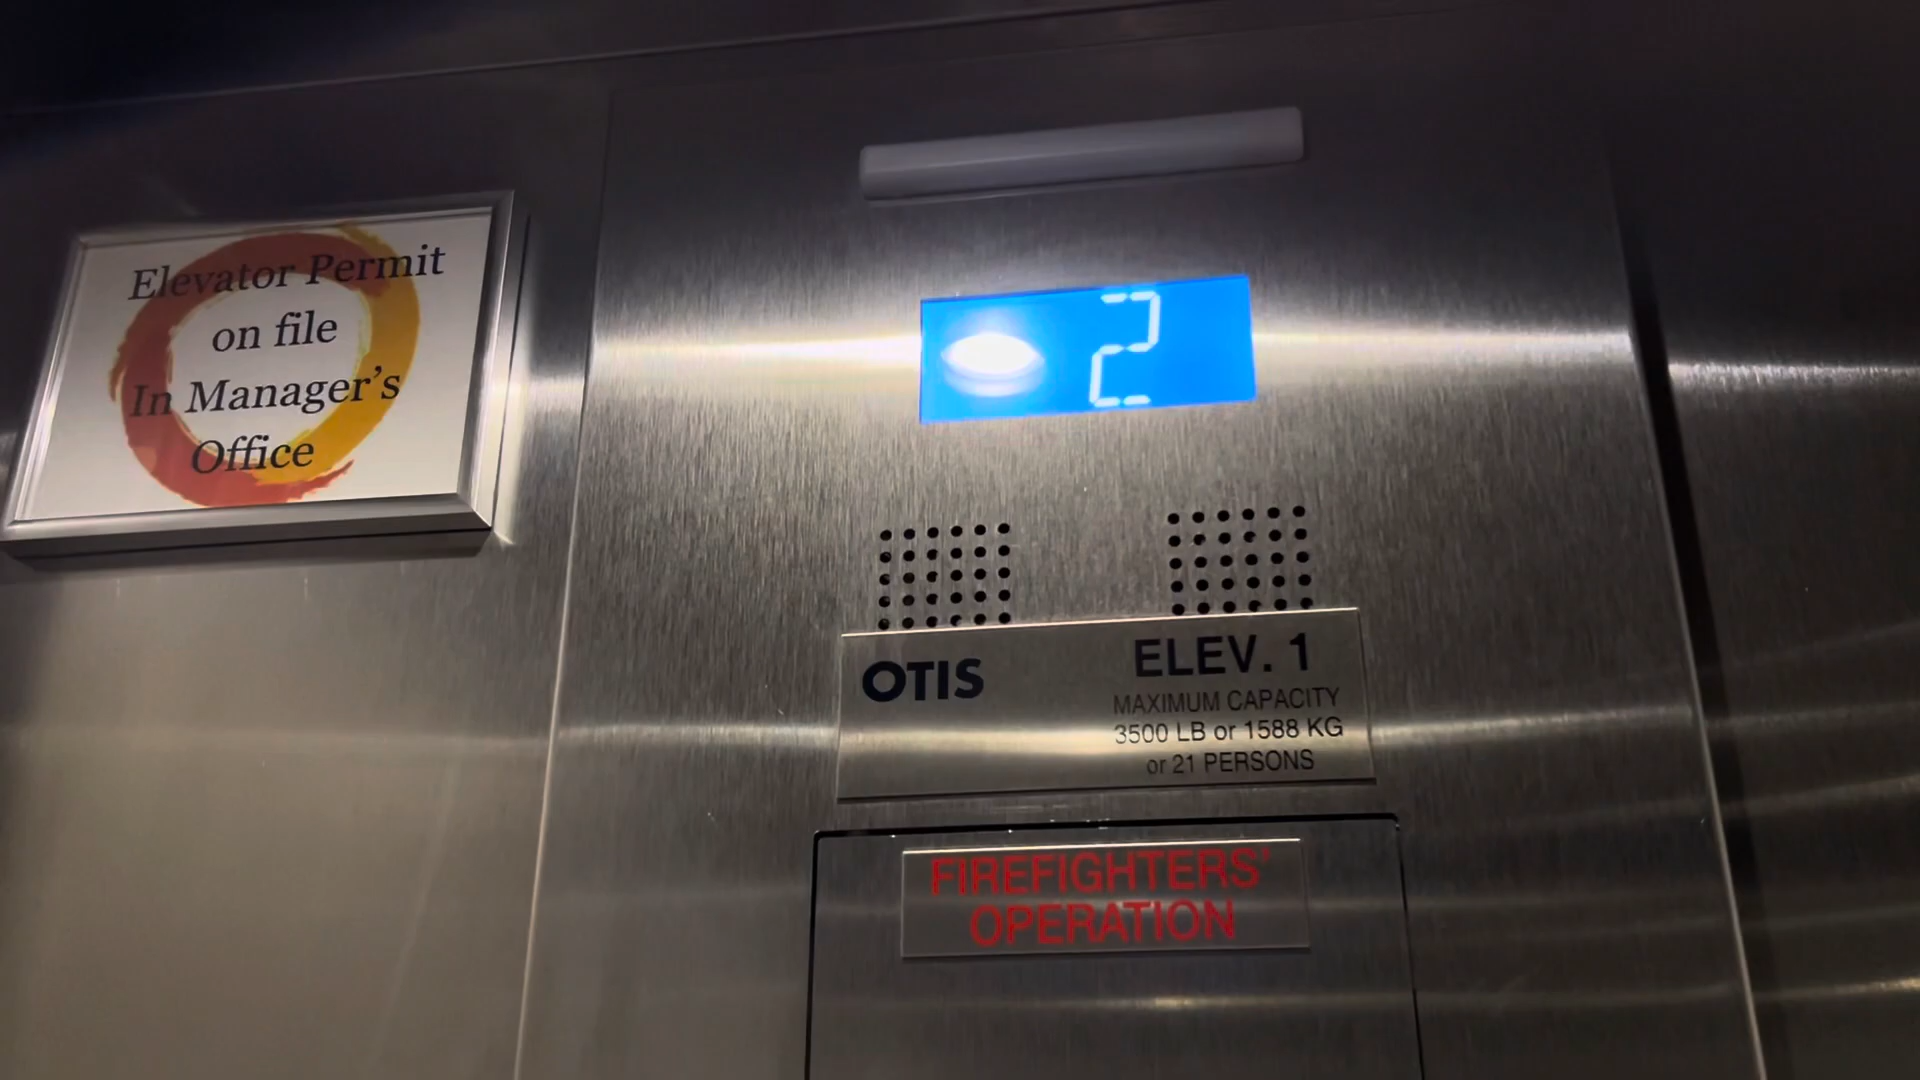 Elevator Permit
on file
In Manager's
Office
2
OTIS
ELEV. 1
MAXIMUM CAPACITY
3500 LB or 1588 KG
or 21 PERSONS
FIREFIGHTERS'
OPERATION